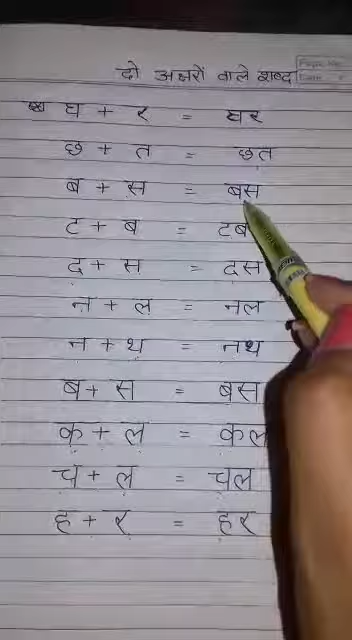 दो अक्षरों वाले शब्द
घ + र = घर
छ + त = छत
ब + स = बस
ट + ब = टब
द + स = दस
न + ल = नल
न + थ = नथ
ब + स = बस
क + ल = कल
च + ल = चल
ह + र = हर